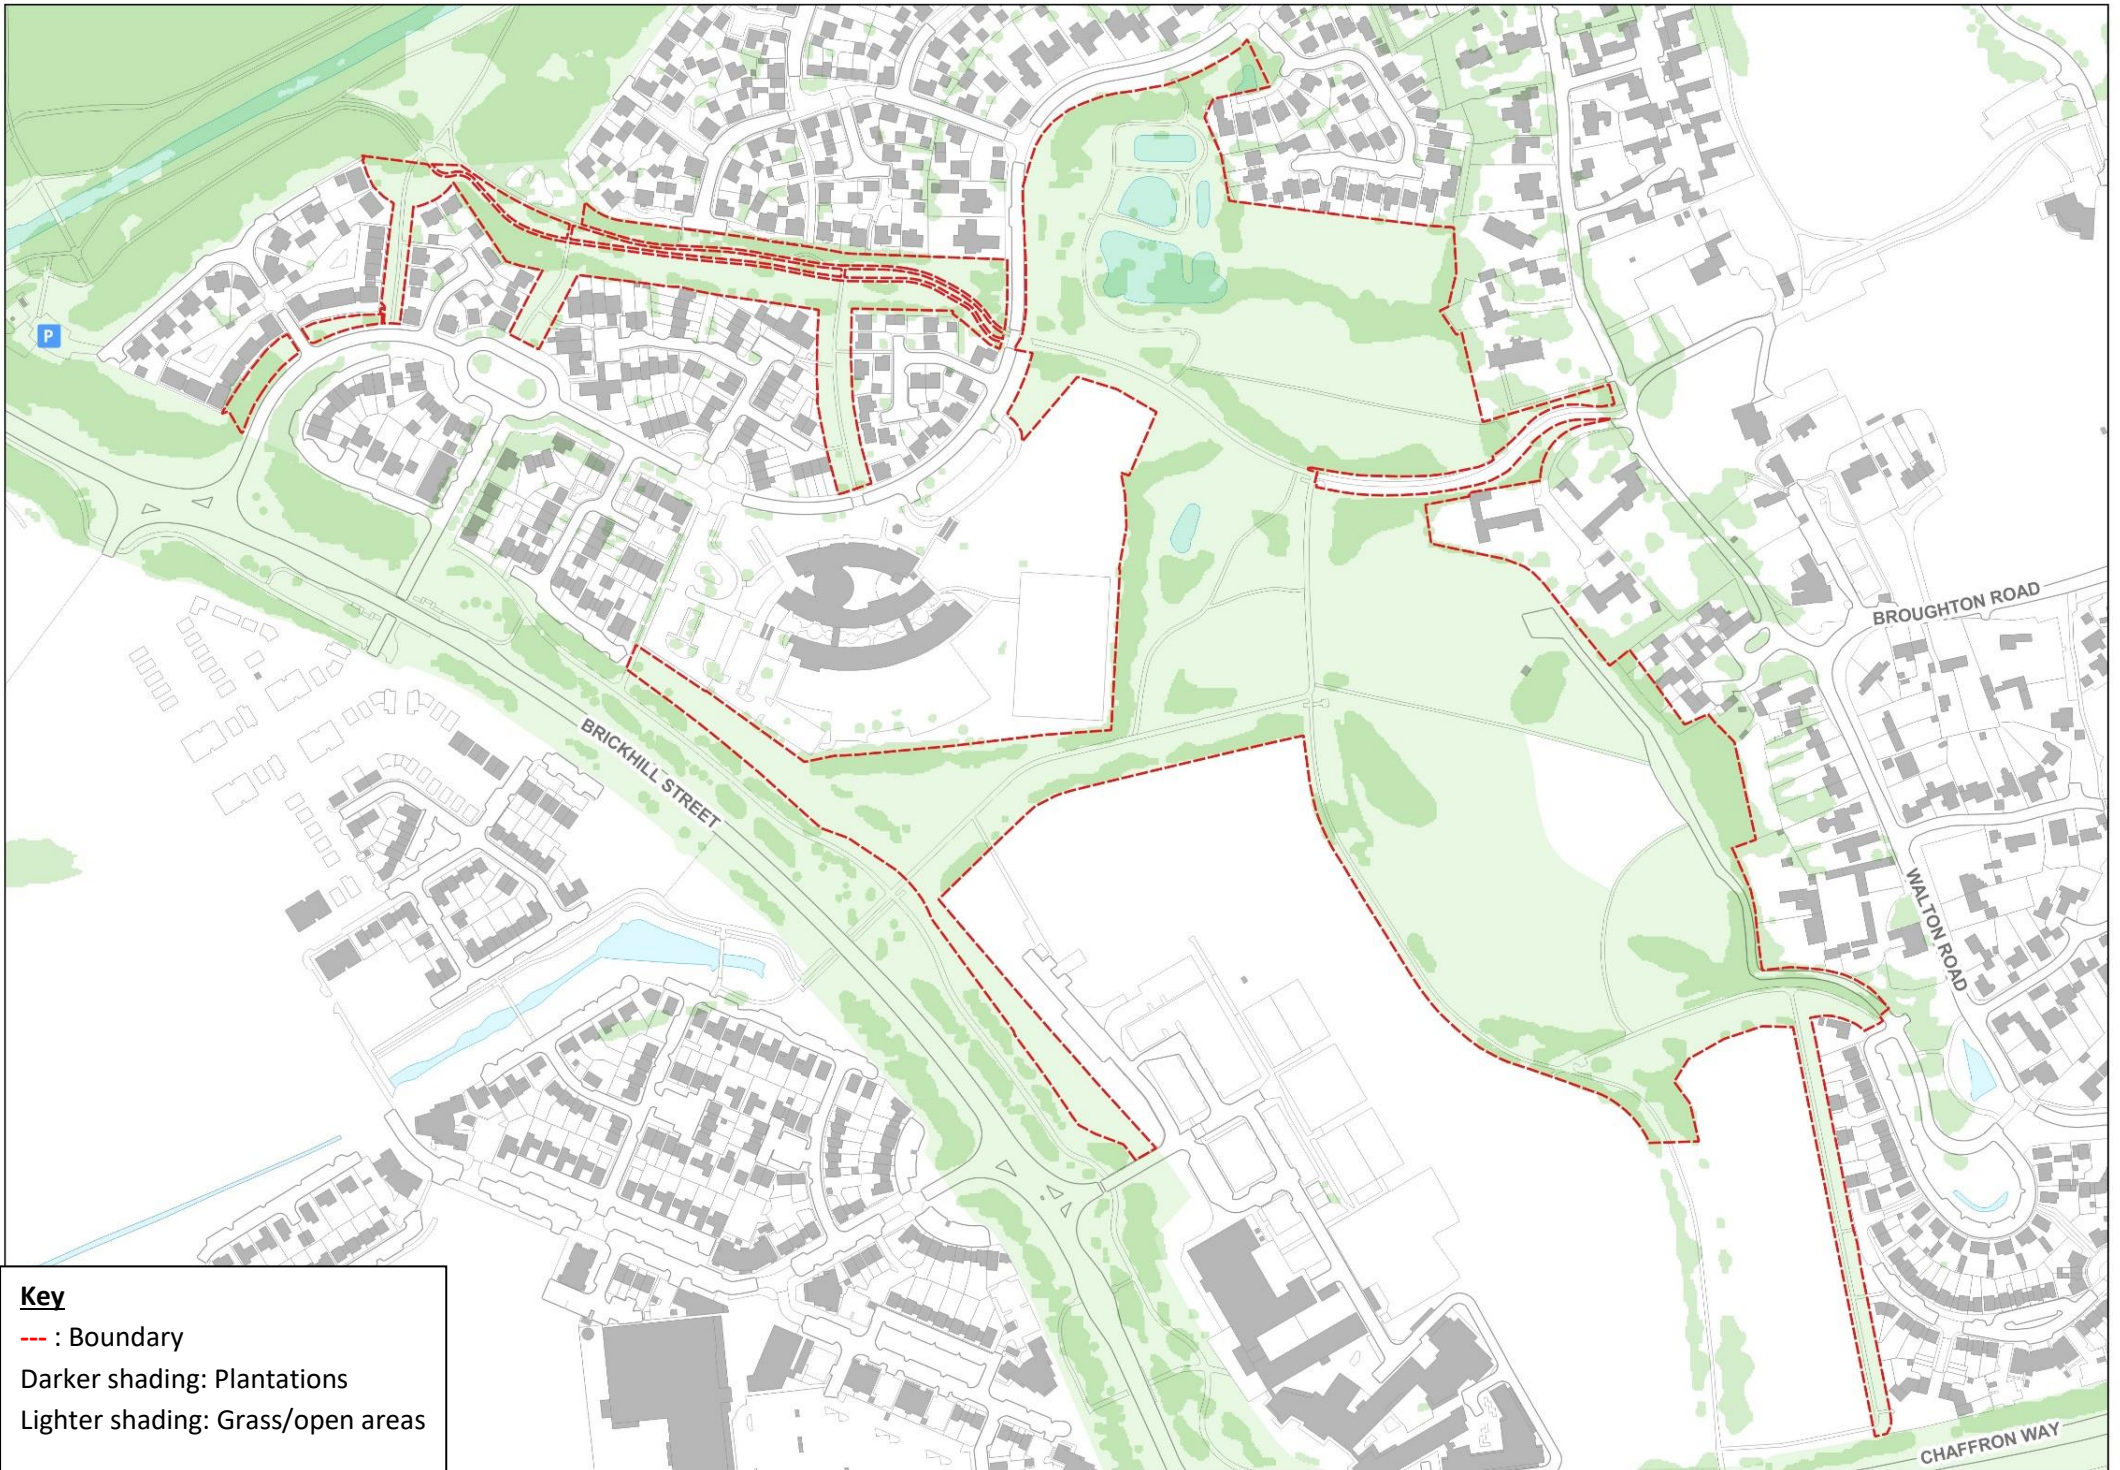 P
BROUGHTON ROAD
BRICKHILL STREET
WALTON ROAD
CHAFFRON WAY
Key
--- : Boundary
Darker shading: Plantations
Lighter shading: Grass/open areas